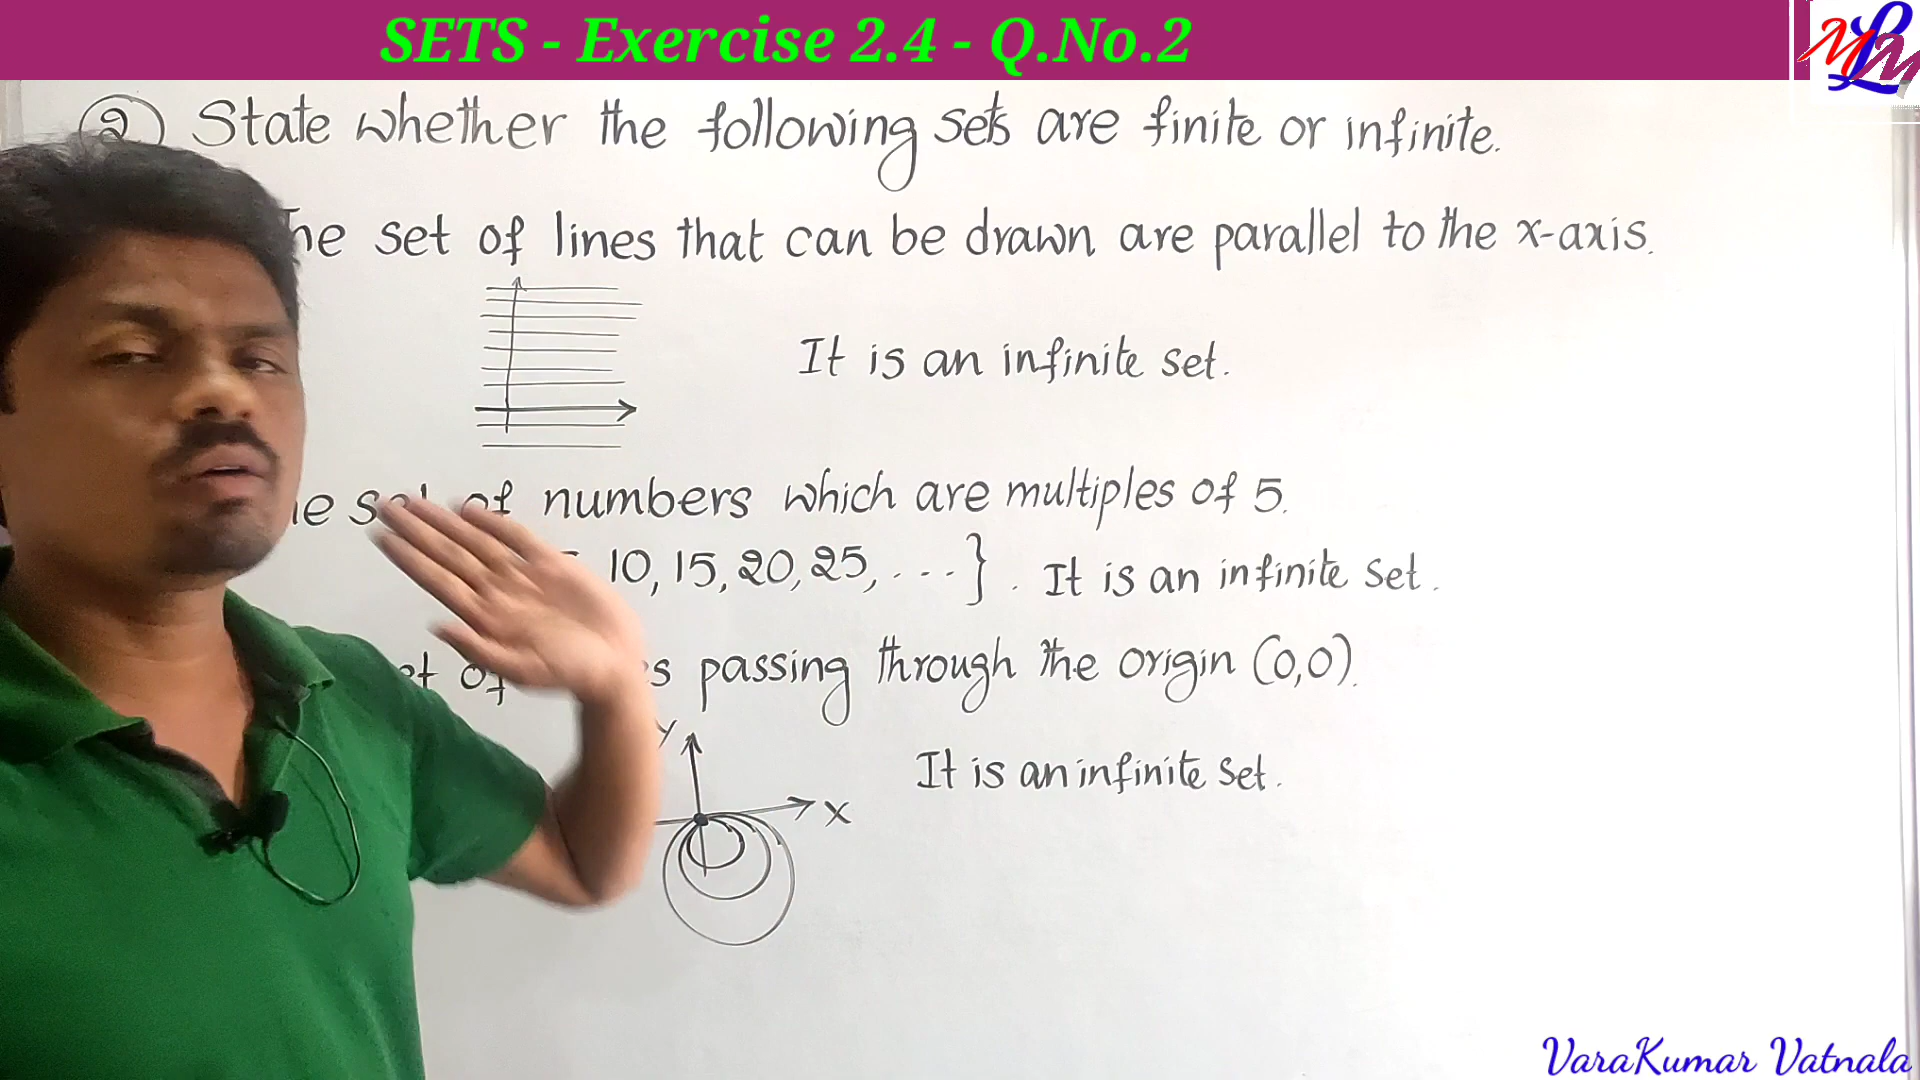 SETS - Exercise 2.4 - Q.No.2
MLM
2 State whether the following sets are finite or infinite.
set of lines that can be drawn are parallel to the x-axis.
It is an infinite set.
of numbers which are multiples of 5.
10, 15, 20, 25, ...}. It is an infinite set.
passing through the origin (0,0).
Y
It is an infinite set.
X
VaraKumar Vatnala